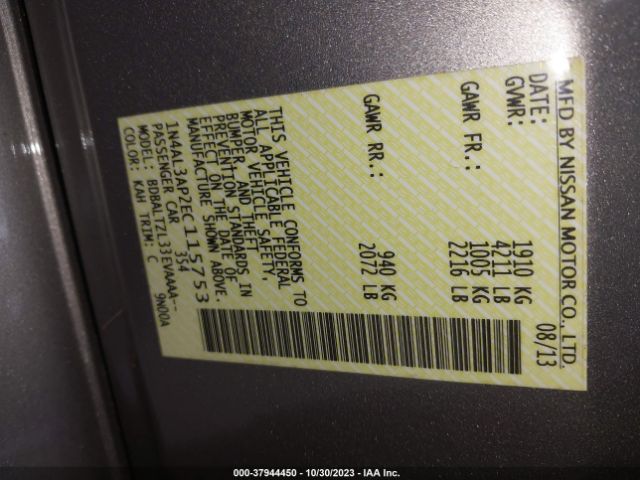 MFD BY NISSAN MOTOR CO., LTD.
DATE: 08/13
GVWR: 1910 KG
4211 LB
GAWR FR.: 1005 KG
2216 LB
GAWR RR.: 940 KG
2072 LB
THIS VEHICLE CONFORMS TO
ALL APPLICABLE FEDERAL
MOTOR VEHICLE SAFETY,
BUMPER, AND THEFT
PREVENTION STANDARDS IN
EFFECT ON THE DATE OF
MANUFACTURE SHOWN ABOVE.
1N4AL3AP2EC115753
PASSENGER CAR 354
MODEL: BDBALTZL33EVAAAA--
COLOR: KAH TRIM: C 9N00A
000-37944450 - 10/30/2023 - IAA Inc.